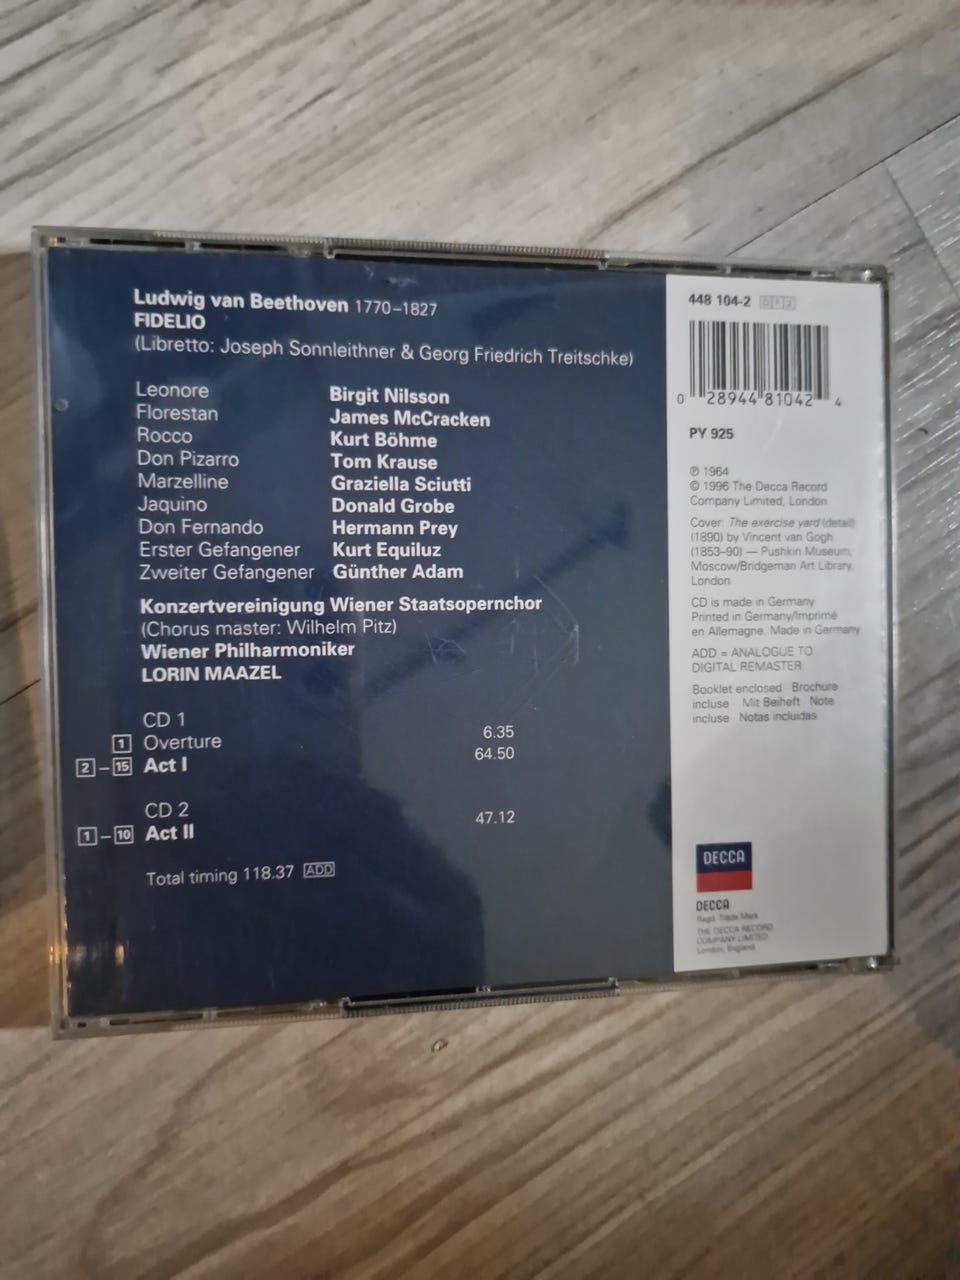 Ludwig van Beethoven 1770–1827
FIDELIO
(Libretto: Joseph Sonnleithner & Georg Friedrich Treitschke)
Leonore Birgit Nilsson
Florestan James McCracken
Rocco Kurt Böhme
Don Pizarro Tom Krause
Marzelline Graziella Sciutti
Jaquino Donald Grobe
Don Fernando Hermann Prey
Erster Gefangener Kurt Equiluz
Zweiter Gefangener Günther Adam
Konzertvereinigung Wiener Staatsopernchor
(Chorus master: Wilhelm Pitz)
Wiener Philharmoniker
LORIN MAAZEL
CD 1
1 Overture 6.35
2–15 Act I 64.50
CD 2
1–10 Act II 47.12
Total timing 118.37 ADD
448 104-2 DF2
0 28944 81042 4
PY 925
℗ 1964
© 1996 The Decca Record
Company Limited, London
Cover: The exercise yard (detail)
(1890) by Vincent van Gogh
(1853–90) — Pushkin Museum,
Moscow/Bridgeman Art Library,
London
CD is made in Germany
Printed in Germany/Imprimé
en Allemagne. Made in Germany
ADD = ANALOGUE TO
DIGITAL REMASTER
Booklet enclosed Brochure
incluse Mit Beiheft Note
incluse Notas incluidas
DECCA
DECCA
Regd. Trade Mark
THE DECCA RECORD
COMPANY LIMITED
London, England